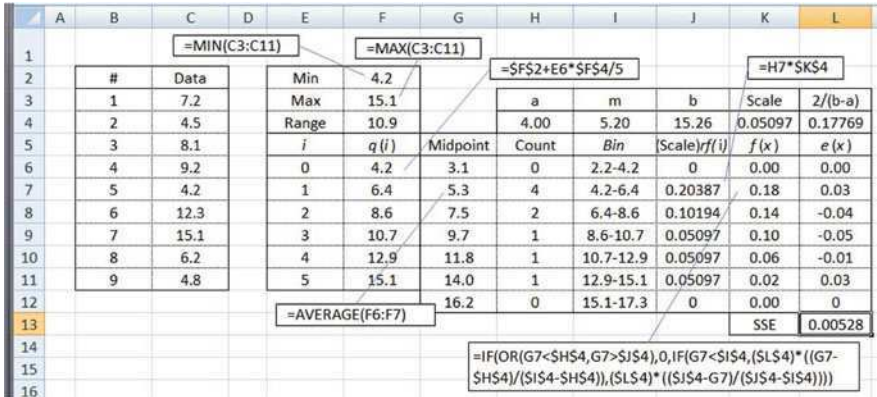 A B C D E F G H I J K L
=MIN(C3:C11) =MAX(C3:C11)
1
=$F$2+E6*$F$4/5 =H7*$K$4
2 # Data Min 4.2
3 1 7.2 Max 15.1 a m b Scale 2/(b-a)
4 2 4.5 Range 10.9 4.00 5.20 15.26 0.05097 0.17769
5 3 8.1 i q(i) Midpoint Count Bin (Scale)rf(i) f(x) e(x)
6 4 9.2 0 4.2 3.1 0 2.2-4.2 0 0.00 0.00
7 5 4.2 1 6.4 5.3 4 4.2-6.4 0.20387 0.18 0.03
8 6 12.3 2 8.6 7.5 2 6.4-8.6 0.10194 0.14 -0.04
9 7 15.1 3 10.7 9.7 1 8.6-10.7 0.05097 0.10 -0.05
10 8 6.2 4 12.9 11.8 1 10.7-12.9 0.05097 0.06 -0.01
11 9 4.8 5 15.1 14.0 1 12.9-15.1 0.05097 0.02 0.03
12 16.2 0 15.1-17.3 0 0.00 0
=AVERAGE(F6:F7)
13 SSE 0.00528
14
=IF(OR(G7<$H$4,G7>$J$4),0,IF(G7<$I$4,($L$4)*((G7-
15
$H$4)/($I$4-$H$4)),($L$4)*(($J$4-G7)/($J$4-$I$4))))
16